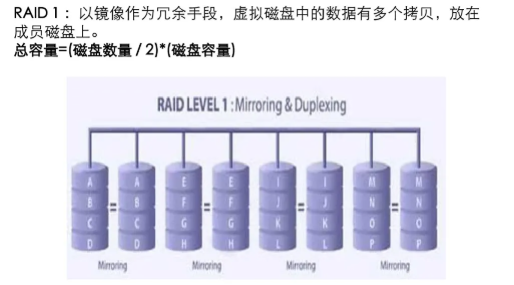 RAID 1：以镜像作为冗余手段，虚拟磁盘中的数据有多个拷贝，放在
成员磁盘上。
总容量=(磁盘数量 / 2)*(磁盘容量)
RAID LEVEL 1 : Mirroring & Duplexing
A A E E I I M M
B = B F = F J = J N = N
C C G G K K O O
D D H H L L P P
Mirroring Mirroring Mirroring Mirroring